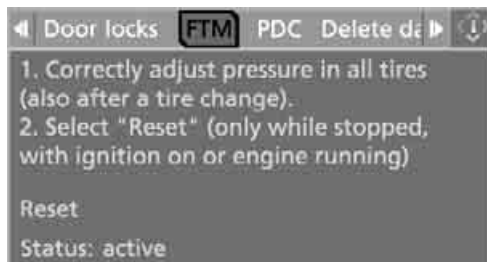 Door locks FTM PDC Delete da
1. Correctly adjust pressure in all tires
(also after a tire change).
2. Select "Reset" (only while stopped,
with ignition on or engine running)
Reset
Status: active